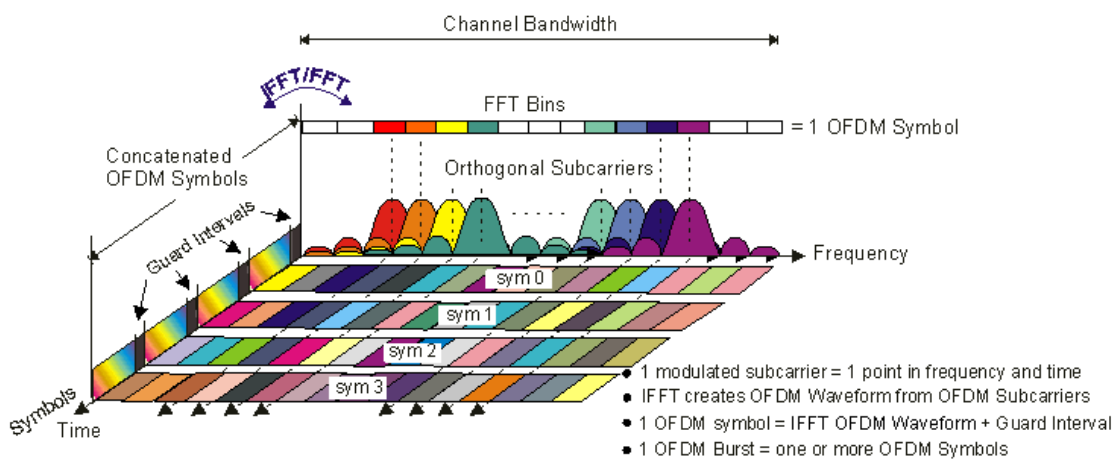 Channel Bandwidth
IFFT/FFT
FFT Bins
= 1 OFDM Symbol
Concatenated
OFDM Symbols
Orthogonal Subcarriers
Guard Intervals
Frequency
sym 0
sym 1
sym 2
sym 3
Symbols
Time
• 1 modulated subcarrier = 1 point in frequency and time
• IFFT creates OFDM Waveform from OFDM Subcarriers
• 1 OFDM symbol = IFFT OFDM Waveform + Guard Interval
• 1 OFDM Burst = one or more OFDM Symbols